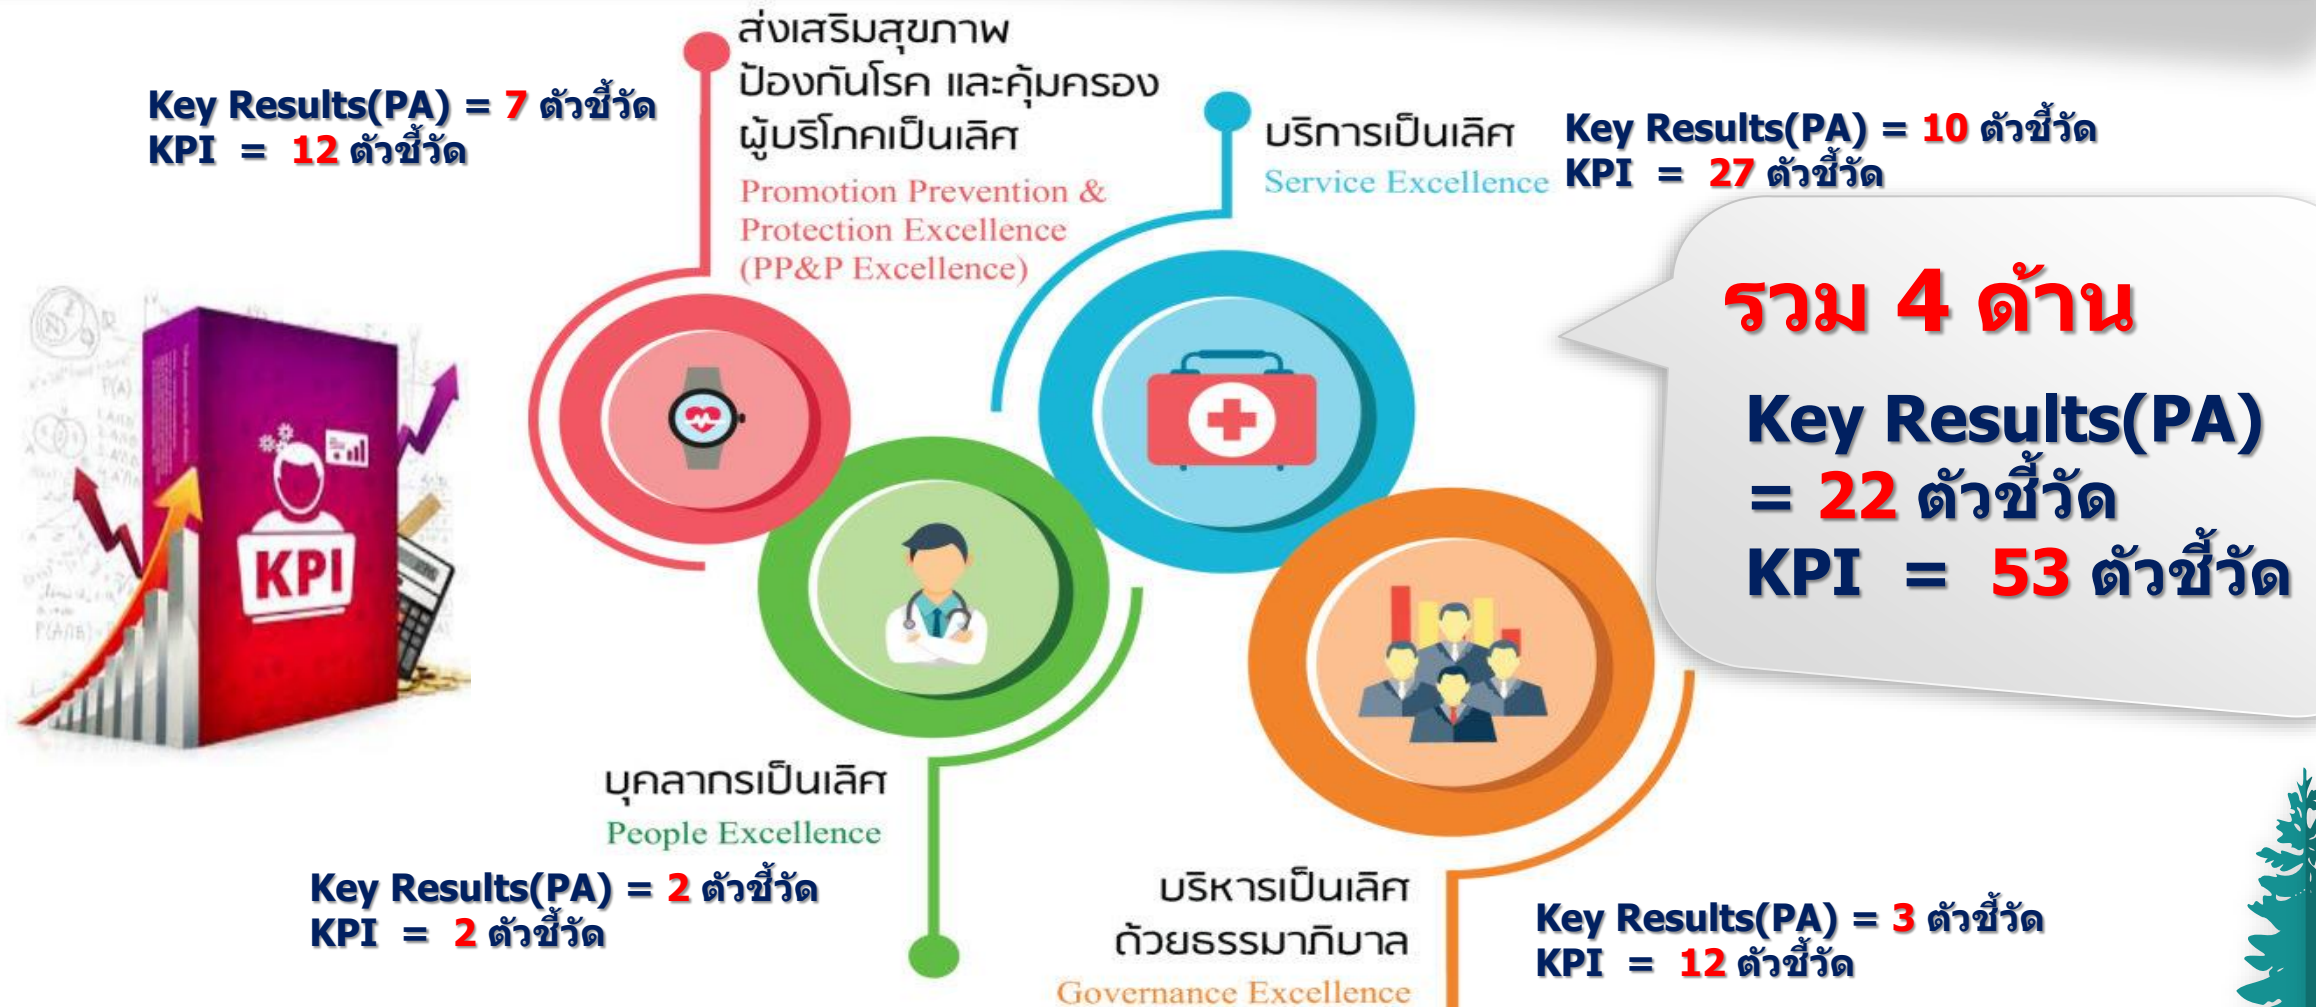 ส่งเสริมสุขภาพ
ป้องกันโรค และคุ้มครอง
ผู้บริโภคเป็นเลิศ
Promotion Prevention &
Protection Excellence
(PP&P Excellence)
Key Results(PA) = 7 ตัวชี้วัด
KPI = 12 ตัวชี้วัด
บริการเป็นเลิศ
Service Excellence
Key Results(PA) = 10 ตัวชี้วัด
KPI = 27 ตัวชี้วัด
รวม 4 ด้าน
Key Results(PA)
= 22 ตัวชี้วัด
KPI = 53 ตัวชี้วัด
KPI
บุคลากรเป็นเลิศ
People Excellence
Key Results(PA) = 2 ตัวชี้วัด
KPI = 2 ตัวชี้วัด
บริหารเป็นเลิศ
ด้วยธรรมาภิบาล
Governance Excellence
Key Results(PA) = 3 ตัวชี้วัด
KPI = 12 ตัวชี้วัด